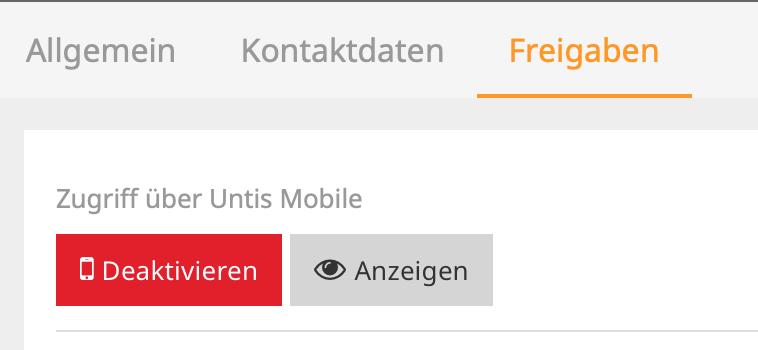 Allgemein Kontaktdaten Freigaben
Zugriff über Untis Mobile
Deaktivieren Anzeigen